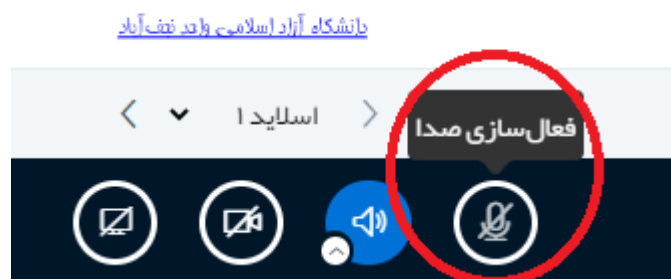 دانشگاه آزاد اسلامی واحد نجف‌آباد
اسلاید ۱
فعال‌سازی صدا